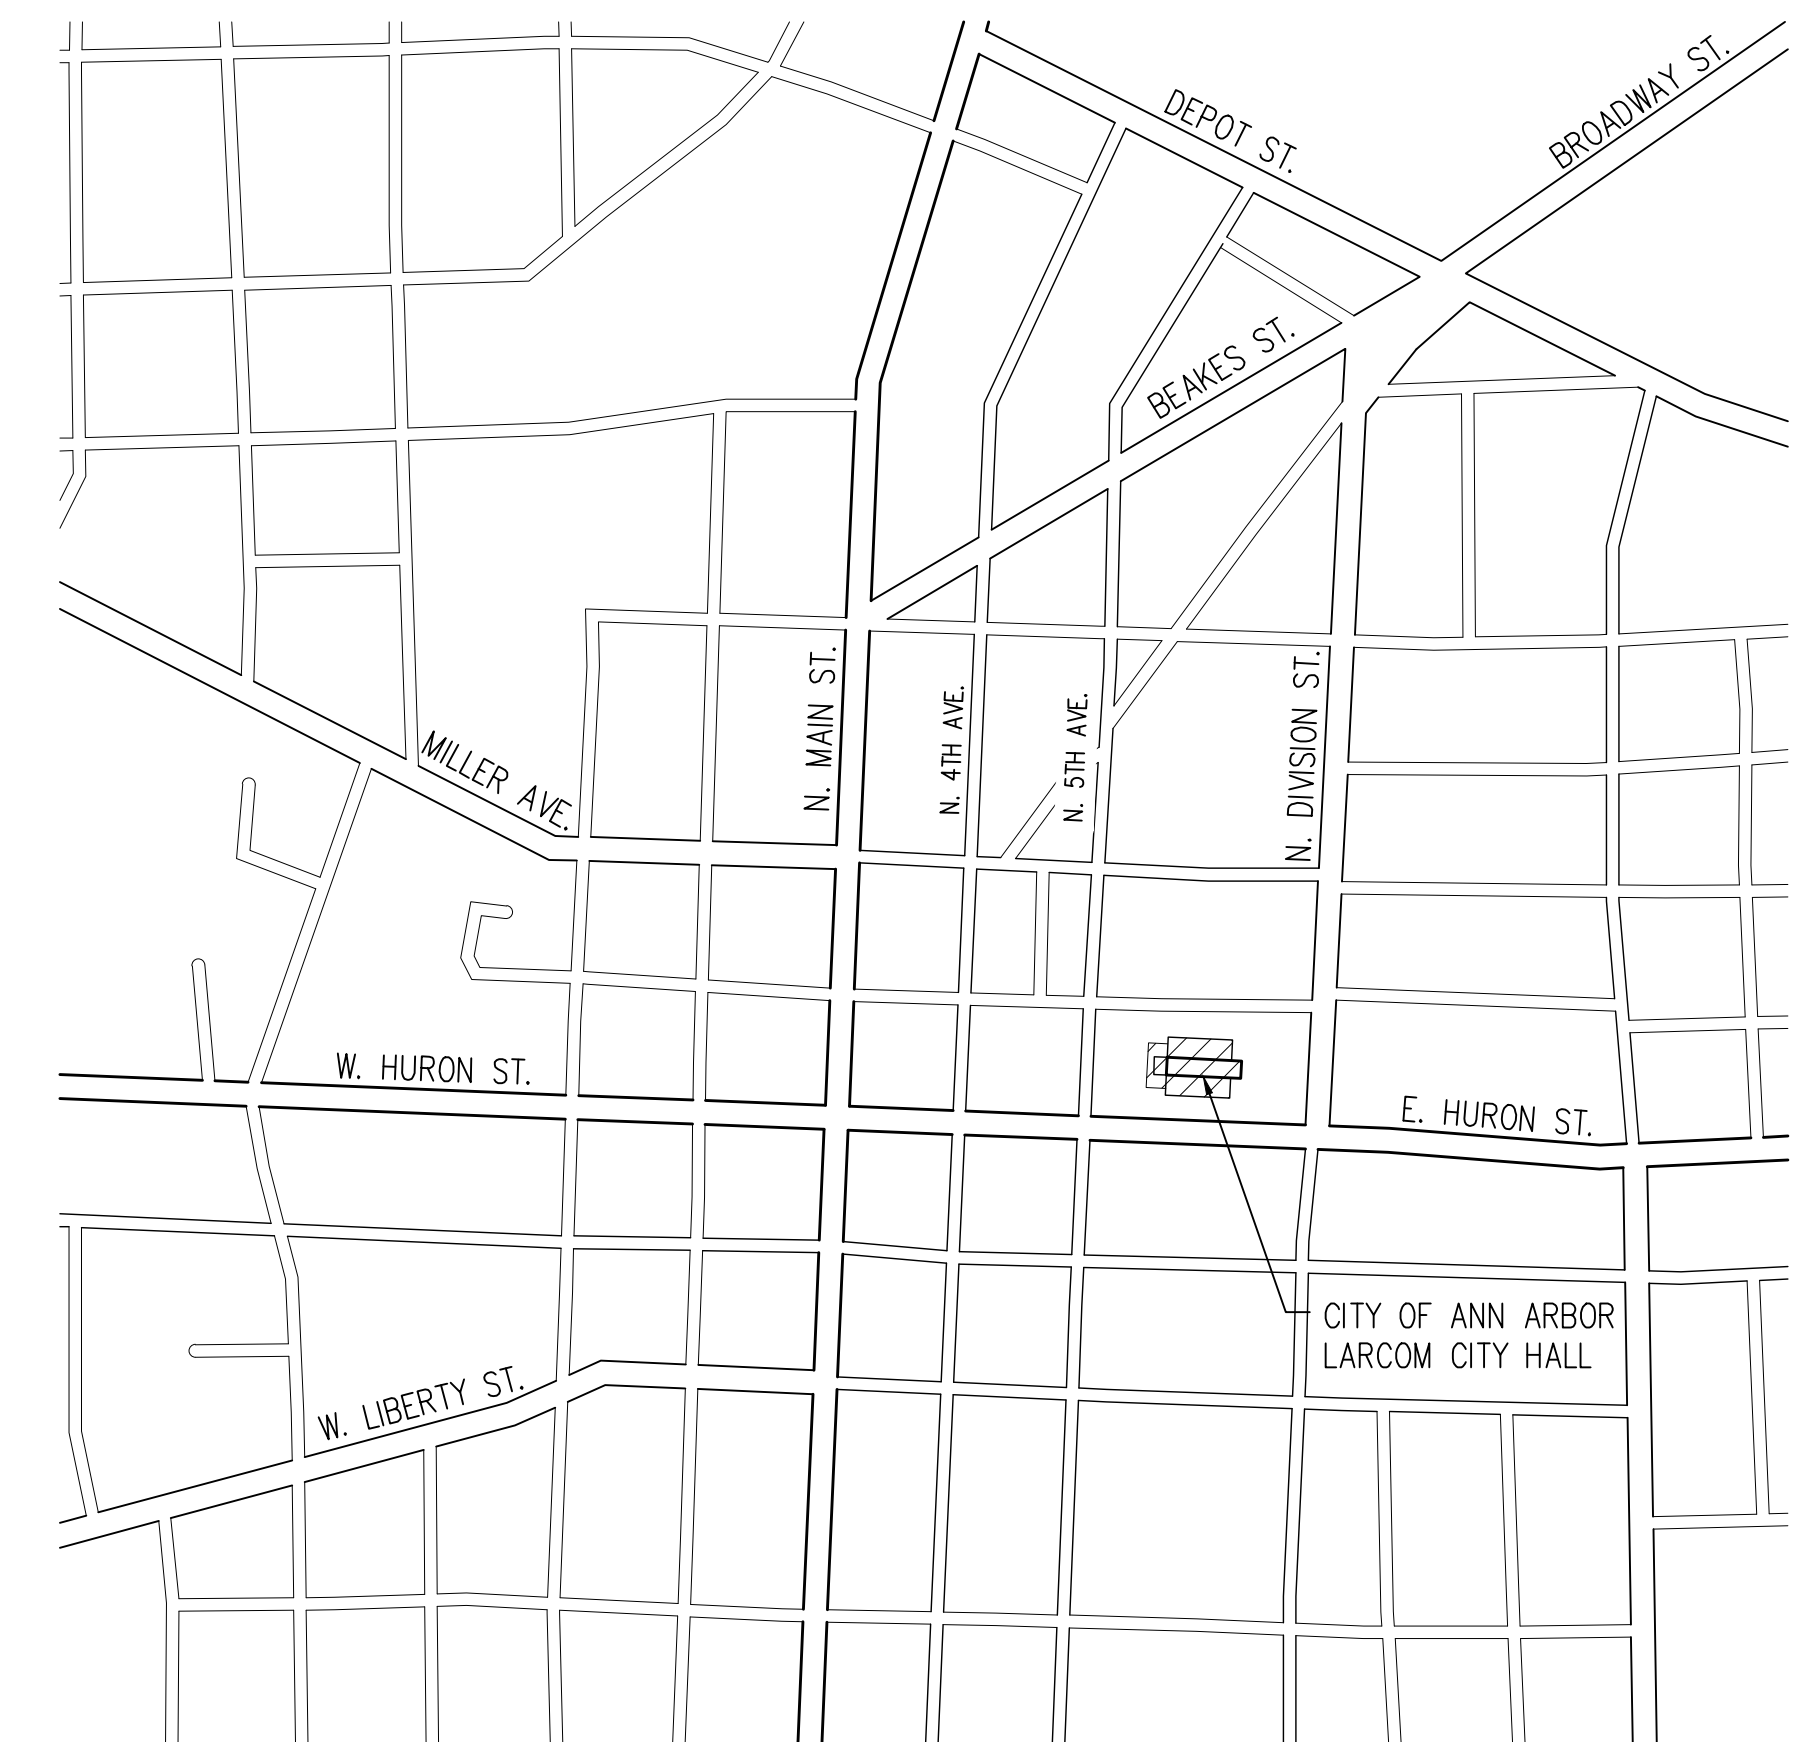 DEPOT ST.
BROADWAY ST.
BEAKES ST.
N. MAIN ST.
N. 4TH AVE.
N. 5TH AVE.
N. DIVISION ST.
MILLER AVE.
W. HURON ST.
E. HURON ST.
CITY OF ANN ARBOR
LARCOM CITY HALL
W. LIBERTY ST.